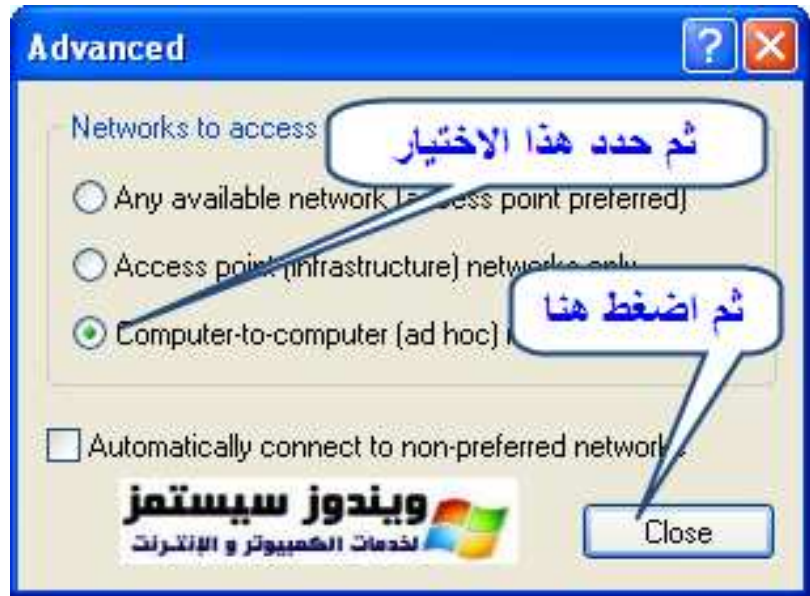 Advanced
Networks to access
ثم حدد هذا الاختيار
Any available network (access point preferred)
Access point (infrastructure) networks only
Computer-to-computer (ad hoc)
ثم اضغط هنا
Automatically connect to non-preferred networks
ويندوز سيستمز
لخدمات الكمبيوتر و الإنترنت
Close